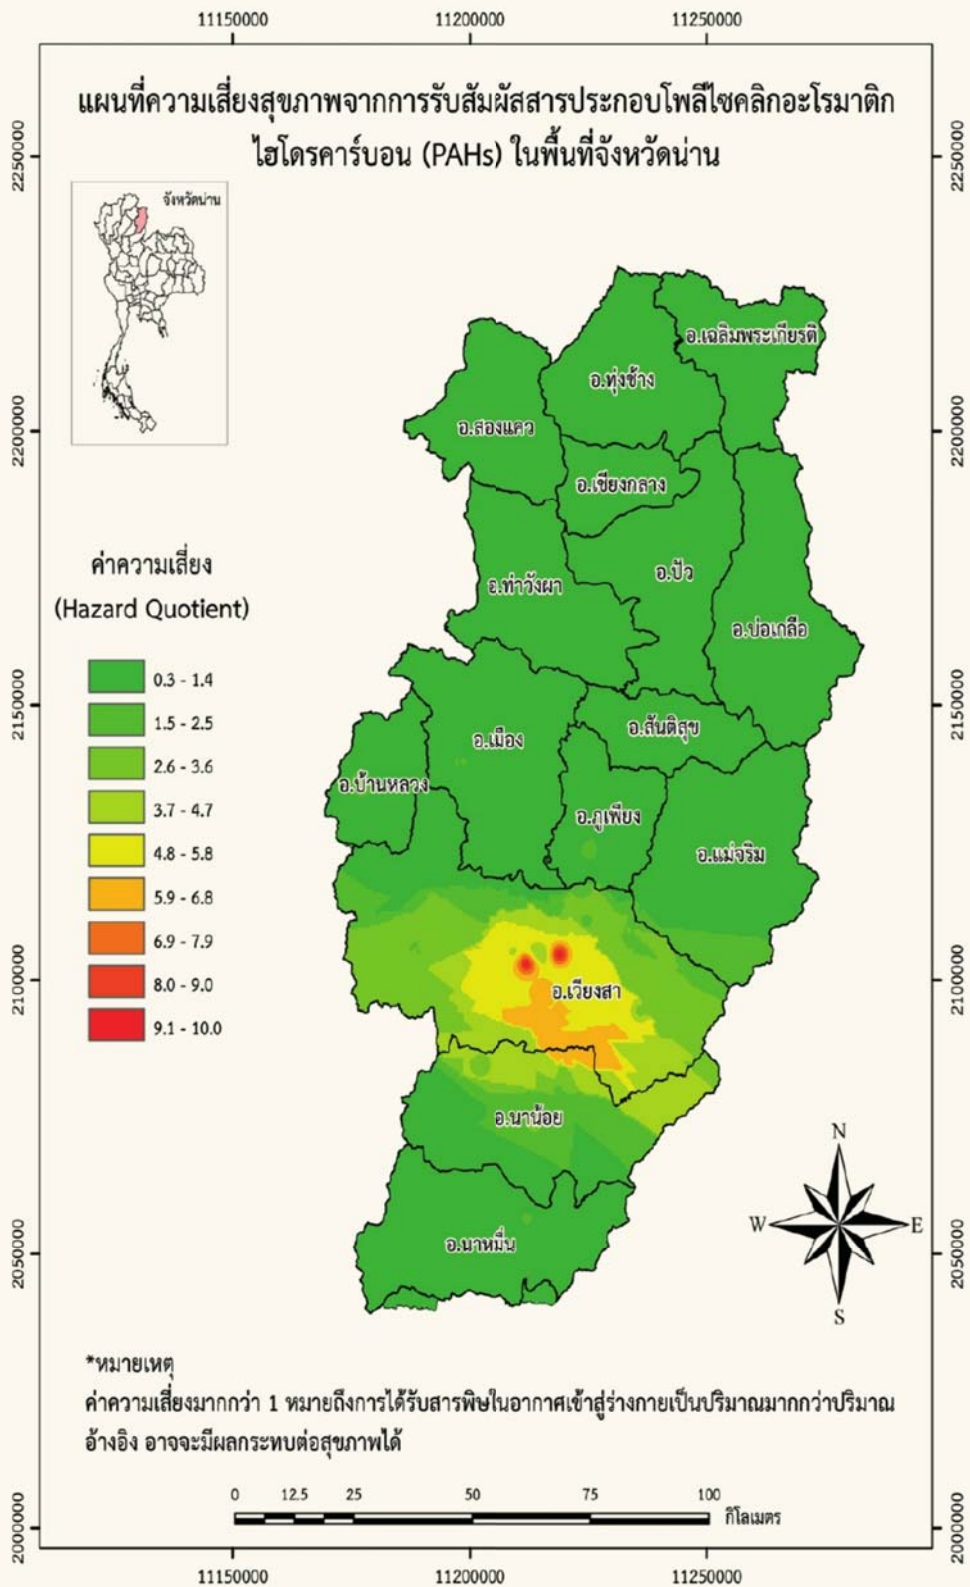 11150000 11200000 11250000
แผนที่ความเสี่ยงสุขภาพจากการรับสัมผัสสารประกอบโพลีไซคลิกอะโรมาติก
ไฮโดรคาร์บอน (PAHs) ในพื้นที่จังหวัดน่าน
จังหวัดน่าน
2250000 2250000
อ.เฉลิมพระเกียรติ
อ.ทุ่งช้าง
อ.สองแคว
2200000 2200000
อ.เชียงกลาง
อ.ปัว
อ.ท่าวังผา
อ.บ่อเกลือ
2150000 2150000
อ.สันติสุข
อ.เมือง
อ.บ้านหลวง
อ.ภูเพียง
อ.แม่จริม
2100000 2100000
อ.เวียงสา
อ.นาน้อย
อ.นาหมื่น
2050000 2050000
ค่าความเสี่ยง
(Hazard Quotient)
0.3 - 1.4
1.5 - 2.5
2.6 - 3.6
3.7 - 4.7
4.8 - 5.8
5.9 - 6.8
6.9 - 7.9
8.0 - 9.0
9.1 - 10.0
N
W E
S
*หมายเหตุ
ค่าความเสี่ยงมากกว่า 1 หมายถึงการได้รับสารพิษในอากาศเข้าสู่ร่างกายเป็นปริมาณมากกว่าปริมาณ
อ้างอิง อาจจะมีผลกระทบต่อสุขภาพได้
0 12.5 25 50 75 100
กิโลเมตร
2000000 2000000
11150000 11200000 11250000